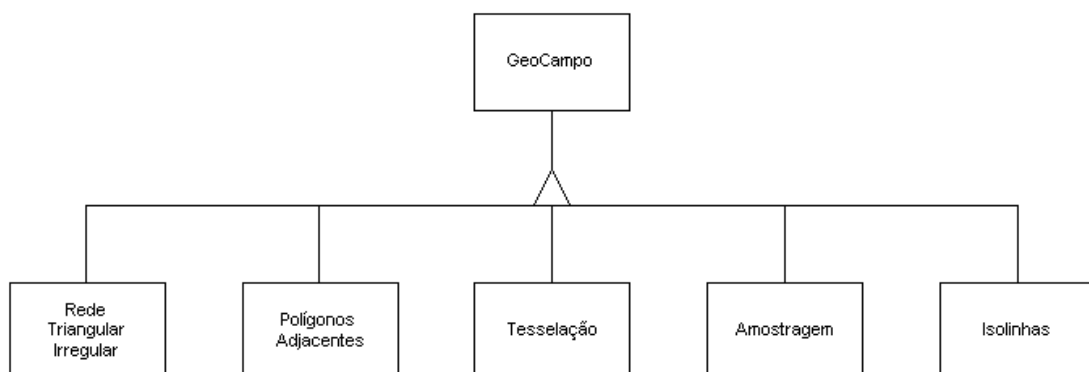 GeoCampo
Rede
Triangular
Irregular
Polígonos
Adjacentes
Tesselação
Amostragem
Isolinhas